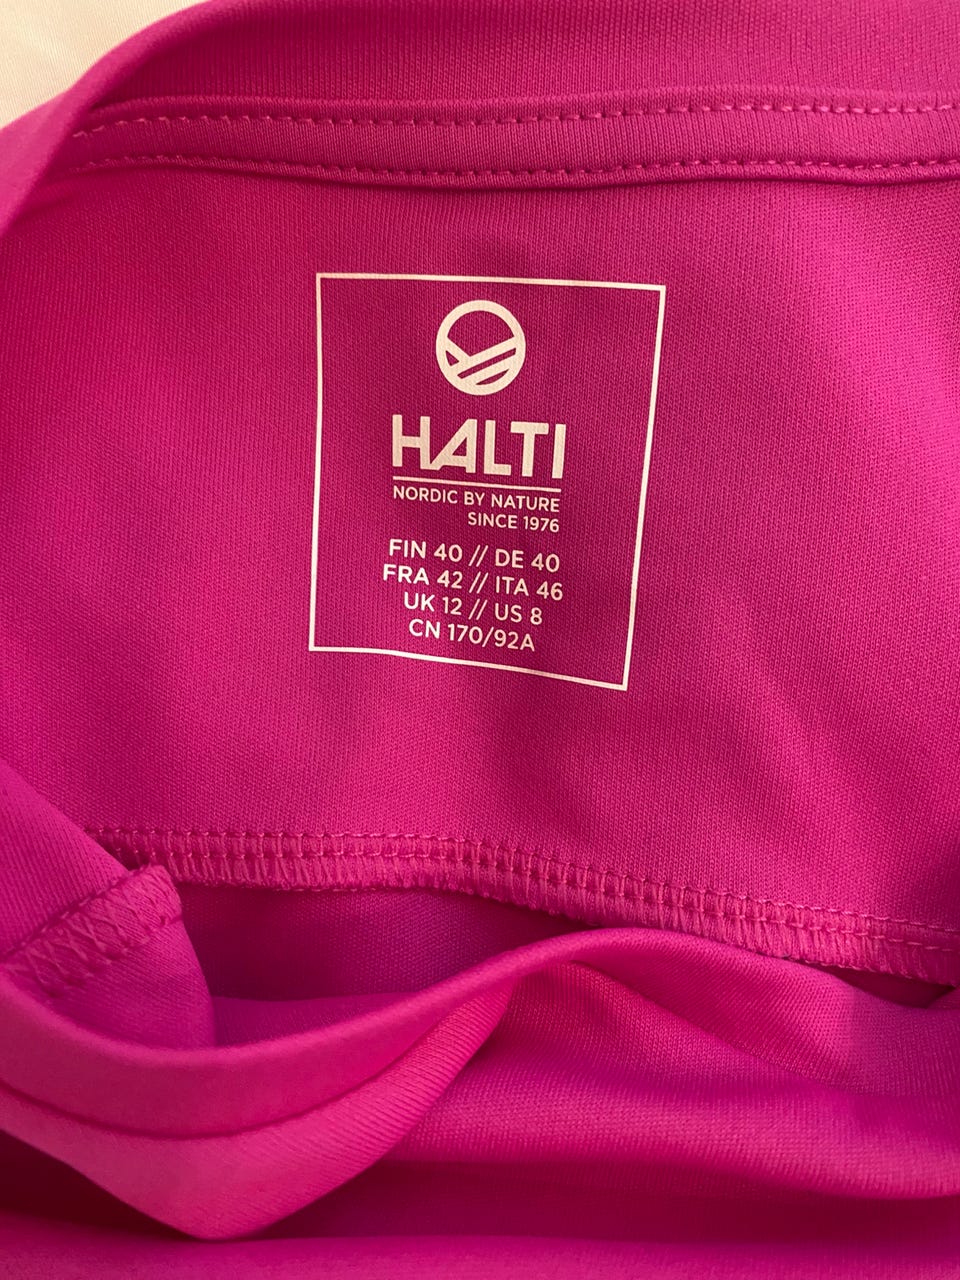 HALTI
NORDIC BY NATURE
SINCE 1976
FIN 40 // DE 40
FRA 42 // ITA 46
UK 12 // US 8
CN 170/92A